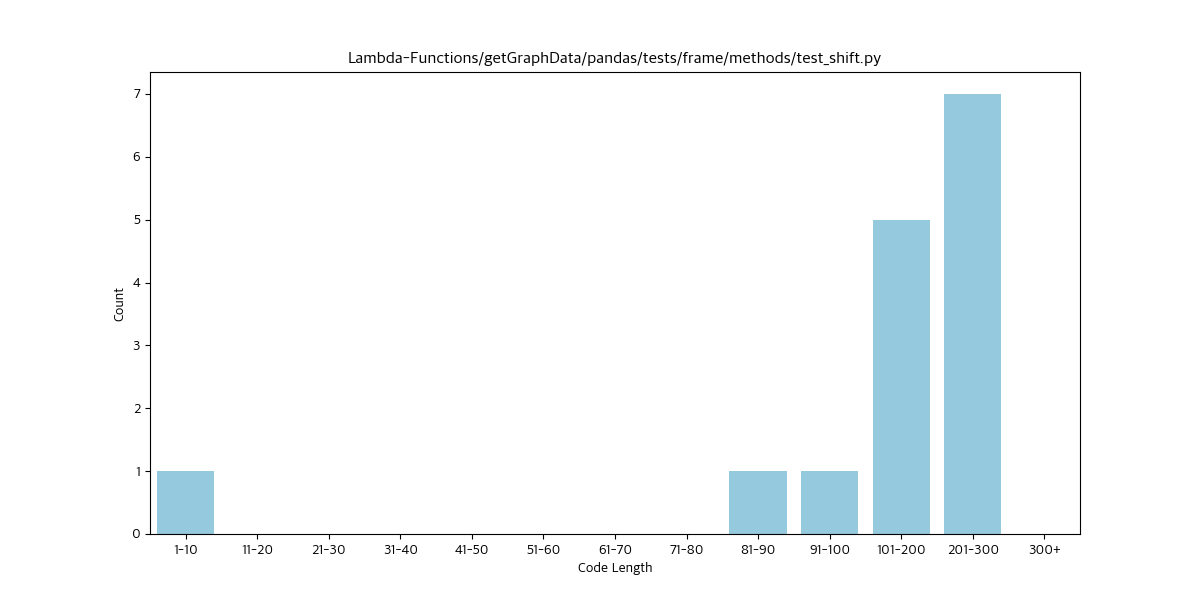 Lambda-Functions/getGraphData/pandas/tests/frame/methods/test_shift.py
7
6
5
4
3
2
1
0
Count
1-10 11-20 21-30 31-40 41-50 51-60 61-70 71-80 81-90 91-100 101-200 201-300 300+
Code Length